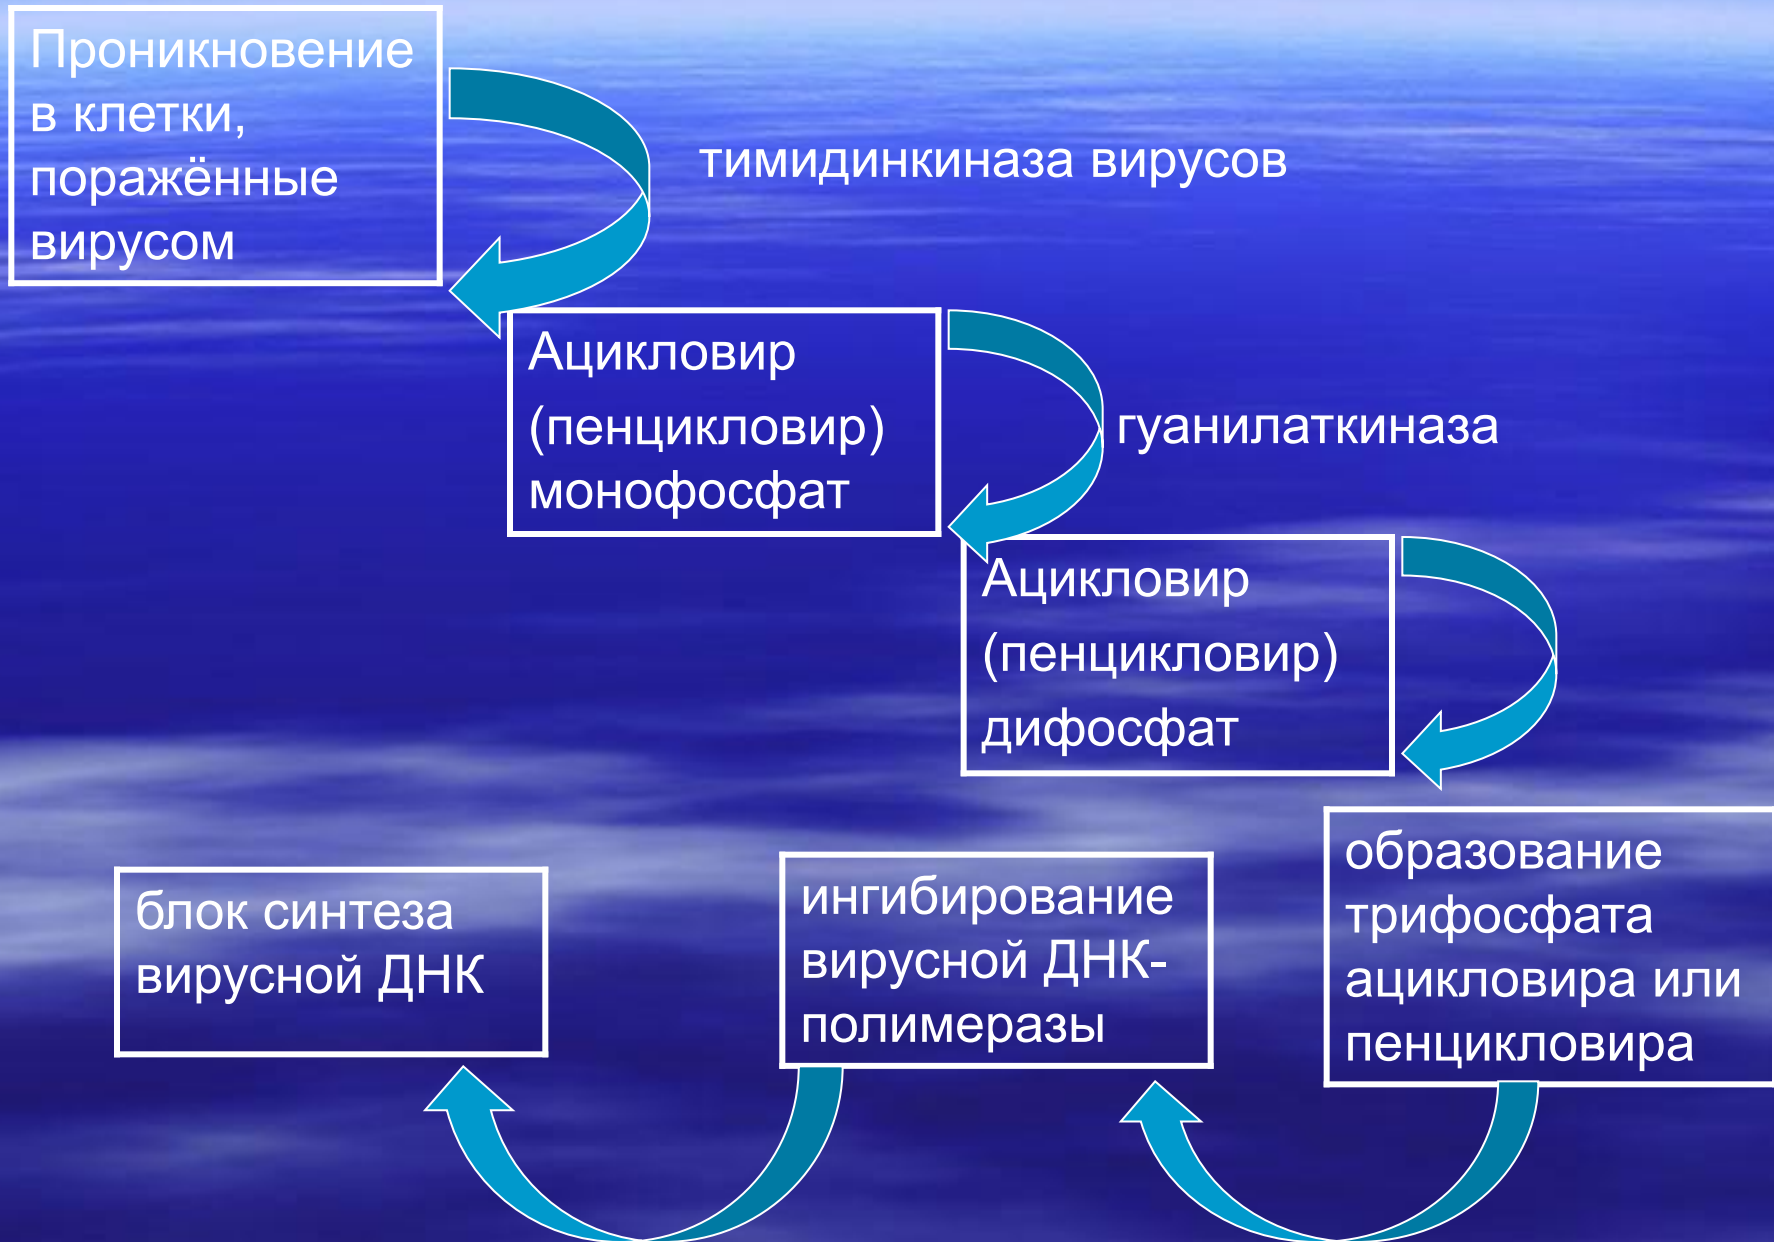 Проникновение
в клетки,
поражённые
вирусом
тимидинкиназа вирусов
Ацикловир
(пенцикловир)
монофосфат
гуанилаткиназа
Ацикловир
(пенцикловир)
дифосфат
образование
трифосфата
ацикловира или
пенцикловира
ингибирование
вирусной ДНК-
полимеразы
блок синтеза
вирусной ДНК